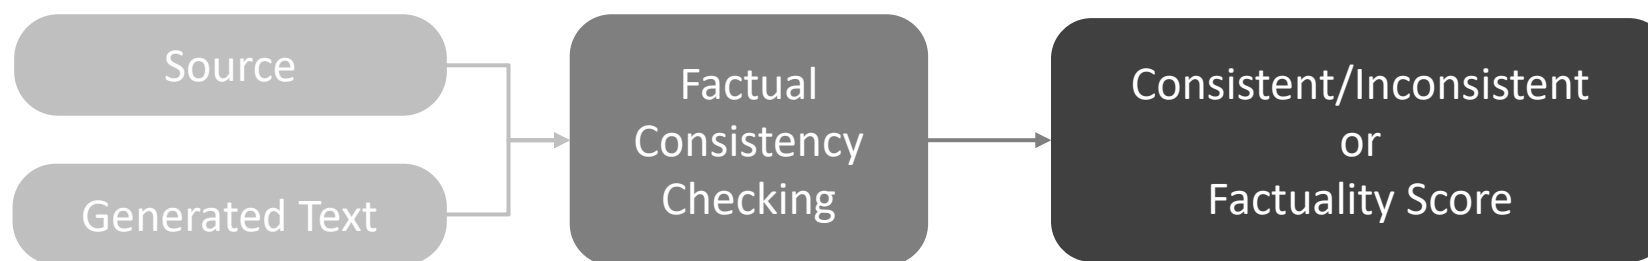 Source
Generated Text
Factual
Consistency
Checking
Consistent/Inconsistent
or
Factuality Score